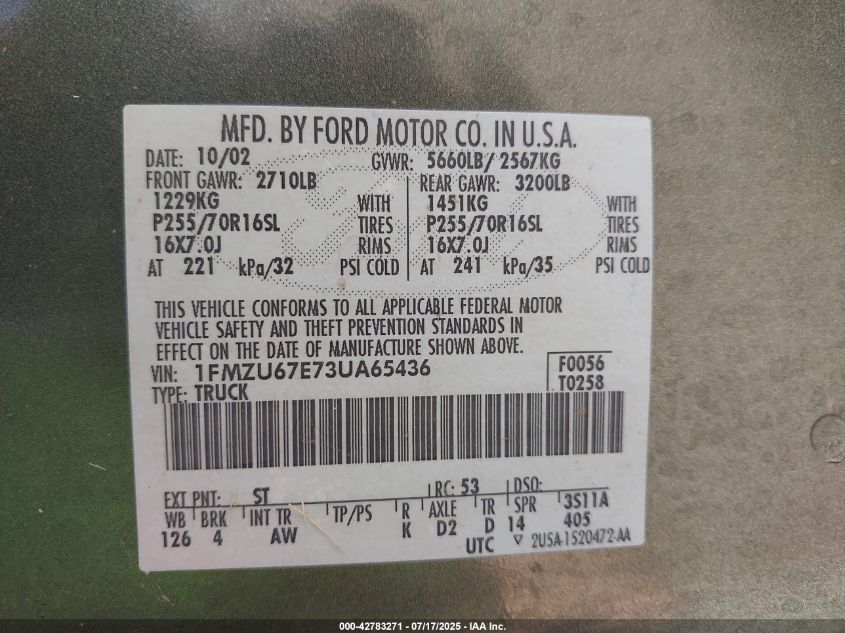 MFD. BY FORD MOTOR CO. IN U.S.A.
DATE: 10/02 GVWR: 5660LB/ 2567KG
FRONT GAWR: 2710LB REAR GAWR: 3200LB
1229KG WITH 1451KG WITH
P255/70R16SL TIRES P255/70R16SL TIRES
16X7.0J RIMS 16X7.0J RIMS
AT 221 kPa/32 PSI COLD AT 241 kPa/35 PSI COLD
THIS VEHICLE CONFORMS TO ALL APPLICABLE FEDERAL MOTOR
VEHICLE SAFETY AND THEFT PREVENTION STANDARDS IN
EFFECT ON THE DATE OF MANUFACTURE SHOWN ABOVE.
VIN: 1FMZU67E73UA65436 F0056
TYPE: TRUCK T0258
EXT PNT: ST RC: 53 DSO:
WB BRK INT TR TP/PS R AXLE TR SPR 3S11A
126 4 AW K D2 D 14 405
UTC ▽ 2U5A-1520472-AA
000-42783271 - 07/17/2025 - IAA Inc.